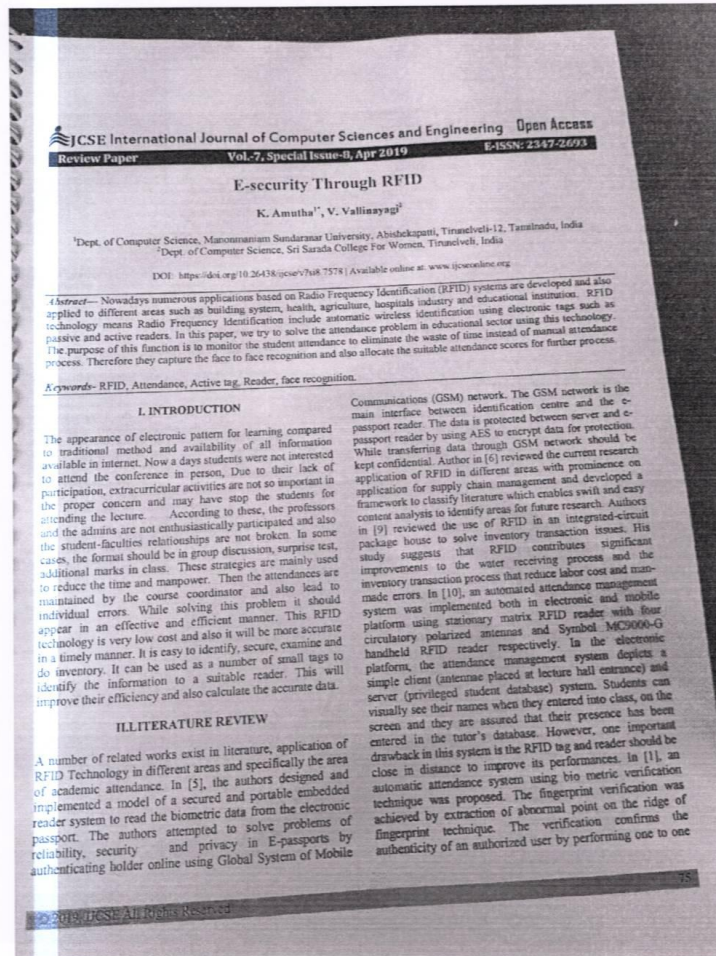 JCSE International Journal of Computer Sciences and Engineering Open Access
Review Paper Vol.-7, Special Issue-8, Apr 2019 E-ISSN: 2347-2693
E-security Through RFID
K. Amutha1*, V. Vallinayagi2
1Dept. of Computer Science, Manonmaniam Sundaranar University, Abishekapatti, Tirunelveli-12, Tamilnadu, India
2Dept. of Computer Science, Sri Sarada College For Women, Tirunelveli, India
DOI: https://doi.org/10.26438/ijcse/v7si8.7578 | Available online at: www.ijcseonline.org
Abstract— Nowadays numerous applications based on Radio Frequency Identification (RFID) systems are developed and also
applied to different areas such as building system, health, agriculture, hospitals industry and educational institution. RFID
technology means Radio Frequency Identification include automatic wireless identification using electronic tags such as
passive and active readers. In this paper, we try to solve the attendance problem in educational sector using this technology.
The purpose of this function is to monitor the student attendance to eliminate the waste of time instead of manual attendance
process. Therefore they capture the face to face recognition and also allocate the suitable attendance scores for further process.
Keywords- RFID, Attendance, Active tag, Reader, face recognition.
I. INTRODUCTION
The appearance of electronic pattern for learning compared
to traditional method and availability of all information
available in internet. Now a days students were not interested
to attend the conference in person, Due to their lack of
participation, extracurricular activities are not so important in
the proper concern and may have stop the students for
attending the lecture. According to these, the professors
and the admins are not enthusiastically participated and also
the student-faculties relationships are not broken. In some
cases, the format should be in group discussion, surprise test,
additional marks in class. These strategies are mainly used
to reduce the time and manpower. Then the attendances are
maintained by the course coordinator and also lead to
individual errors. While solving this problem it should
appear in an effective and efficient manner. This RFID
technology is very low cost and also it will be more accurate
in a timely manner. It is easy to identify, secure, examine and
do inventory. It can be used as a number of small tags to
identify the information to a suitable reader. This will
improve their efficiency and also calculate the accurate data.
II.LITERATURE REVIEW
A number of related works exist in literature, application of
RFID Technology in different areas and specifically the area
of academic attendance. In [5], the authors designed and
implemented a model of a secured and portable embedded
reader system to read the biometric data from the electronic
passport. The authors attempted to solve problems of
reliability, security and privacy in E-passports by
authenticating holder online using Global System of Mobile
Communications (GSM) network. The GSM network is the
main interface between identification centre and the e-
passport reader. The data is protected between server and e-
passport reader by using AES to encrypt data for protection.
While transferring data through GSM network should be
kept confidential. Author in [6] reviewed the current research
application of RFID in different areas with prominence on
application for supply chain management and developed a
framework to classify literature which enables swift and easy
content analysis to identify areas for future research. Authors
in [9] reviewed the use of RFID in an integrated-circuit
package house to solve inventory transaction issues. His
study suggests that RFID contributes significant
improvements to the water receiving process and the
inventory transaction process that reduce labor cost and man-
made errors. In [10], an automated attendance management
system was implemented both in electronic and mobile
platform using stationary matrix RFID reader with four
circulatory polarized antennas and Symbol MC9000-G
handheld RFID reader respectively. In the electronic
platform, the attendance management system depicts a
simple client (antennae placed at lecture hall entrance) and
server (privileged student database) system. Students can
visually see their names when they entered into class, on the
screen and they are assured that their presence has been
entered in the tutor's database. However, one important
drawback in this system is the RFID tag and reader should be
close in distance to improve its performances. In [1], an
automatic attendance system using bio metric verification
technique was proposed. The fingerprint verification was
achieved by extraction of abnormal point on the ridge of
fingerprint technique. The verification confirms the
authenticity of an authorized user by performing one to one
© 2019, IJCSE All Rights Reserved 75